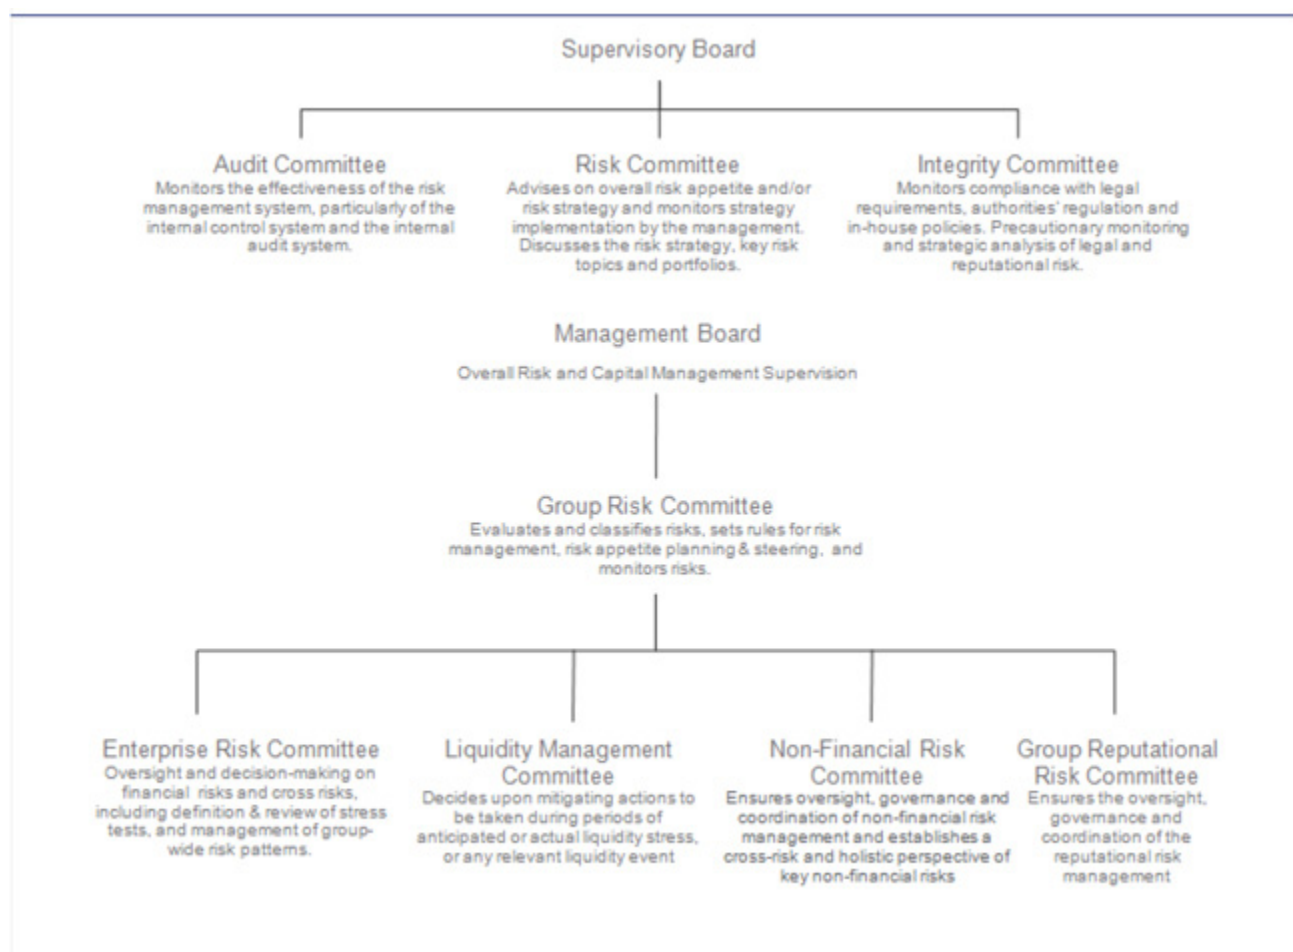 Supervisory Board
Audit Committee
Monitors the effectiveness of the risk
management system, particularly of the
internal control system and the internal
audit system.
Risk Committee
Advises on overall risk appetite and/or
risk strategy and monitors strategy
implementation by the management.
Discusses the risk strategy, key risk
topics and portfolios.
Integrity Committee
Monitors compliance with legal
requirements, authorities' regulation and
in-house policies. Precautionary monitoring
and strategic analysis of legal and
reputational risk.
Management Board
Overall Risk and Capital Management Supervision
Group Risk Committee
Evaluates and classifies risks, sets rules for risk
management, risk appetite planning & steering, and
monitors risks.
Enterprise Risk Committee
Oversight and decision-making on
financial risks and cross risks,
including definition & review of stress
tests, and management of group-
wide risk patterns.
Liquidity Management
Committee
Decides upon mitigating actions to
be taken during periods of
anticipated or actual liquidity stress,
or any relevant liquidity event
Non-Financial Risk
Committee
Ensures oversight, governance and
coordination of non-financial risk
management and establishes a
cross-risk and holistic perspective of
key non-financial risks
Group Reputational
Risk Committee
Ensures the oversight,
governance and
coordination of the
reputational risk
management